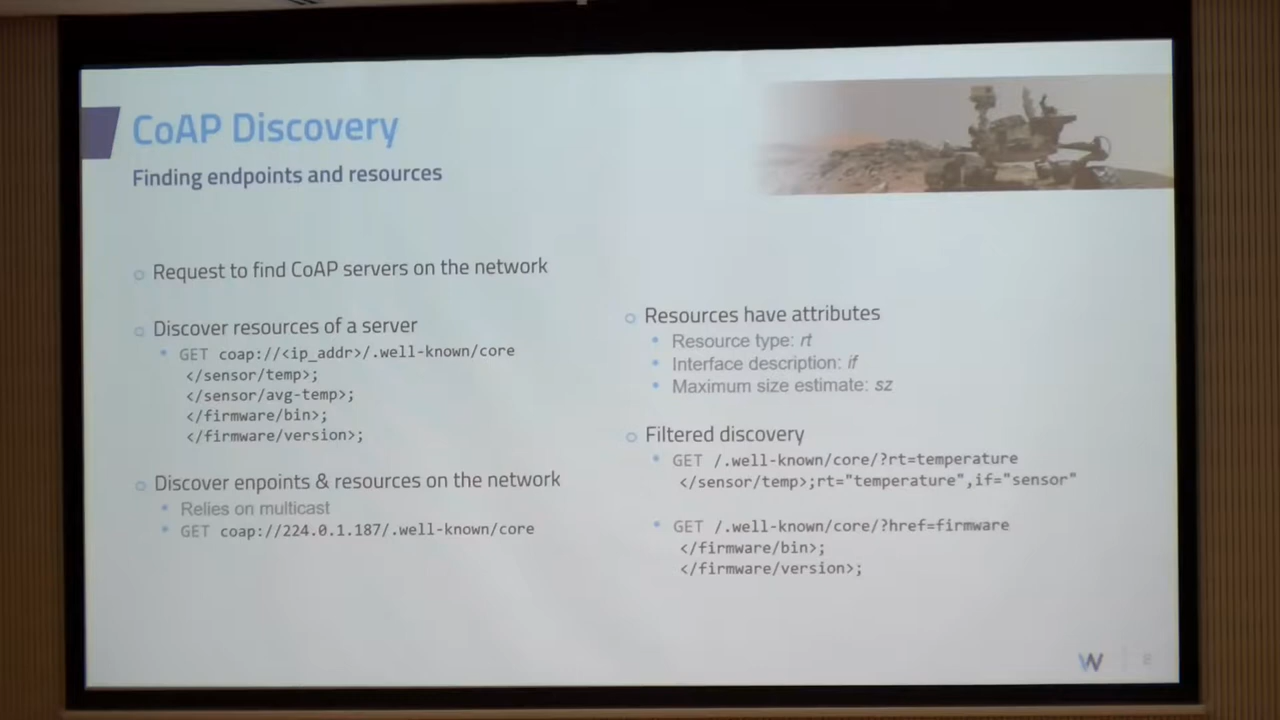 CoAP Discovery
Finding endpoints and resources
Request to find CoAP servers on the network
Discover resources of a server
GET coap://<ip_addr>/.well-known/core
</sensor/temp>;
</sensor/avg-temp>;
</firmware/bin>;
</firmware/version>;
Discover enpoints & resources on the network
Relies on multicast
GET coap://224.0.1.187/.well-known/core
Resources have attributes
Resource type: rt
Interface description: if
Maximum size estimate: sz
Filtered discovery
GET /.well-known/core/?rt=temperature
</sensor/temp>;rt="temperature",if="sensor"
GET /.well-known/core/?href=firmware
</firmware/bin>;
</firmware/version>;
W